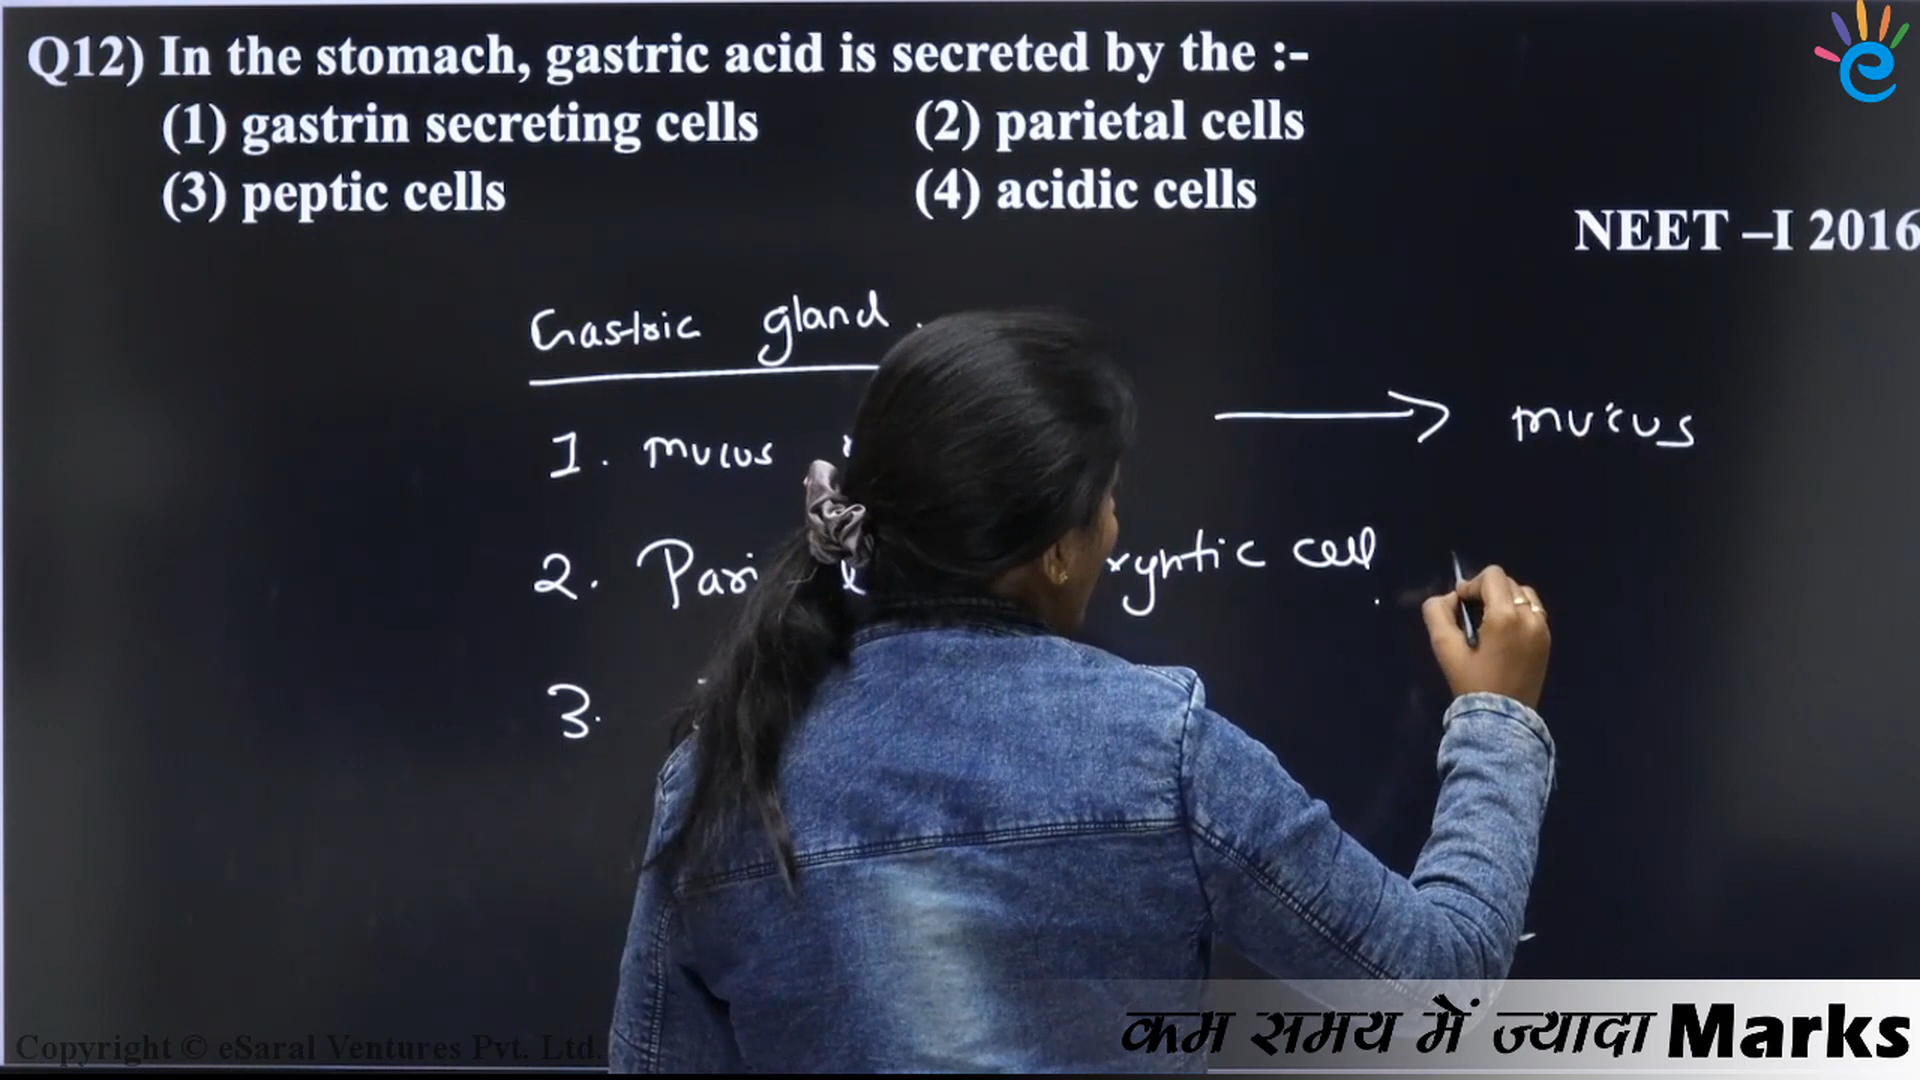 Q12) In the stomach, gastric acid is secreted by the :-
(1) gastrin secreting cells (2) parietal cells
(3) peptic cells (4) acidic cells
NEET –I 2016
Gastric gland
1. mucus → mucus
2. cell
3.
Copyright © eSaral Ventures Pvt. Ltd.
कम समय में ज्यादा Marks